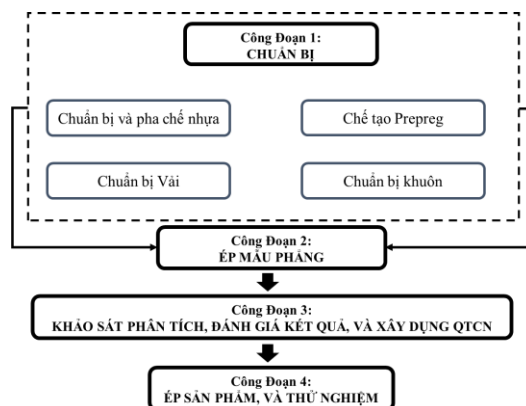 Công Đoạn 1:
CHUẨN BỊ
Chuẩn bị và pha chế nhựa
Chế tạo Prepreg
Chuẩn bị Vải
Chuẩn bị khuôn
Công Đoạn 2:
ÉP MẪU PHẲNG
Công Đoạn 3:
KHẢO SÁT PHÂN TÍCH, ĐÁNH GIÁ KẾT QUẢ, VÀ XÂY DỰNG QTCN
Công Đoạn 4:
ÉP SẢN PHẨM, VÀ THỬ NGHIỆM